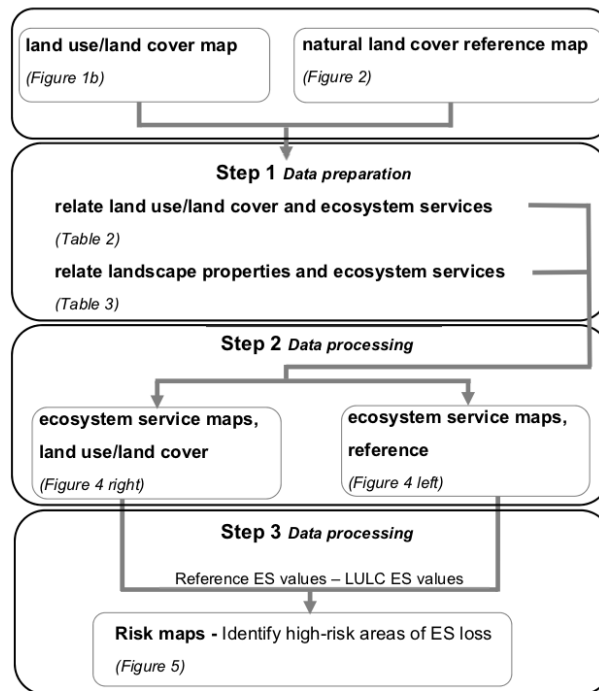 land use/land cover map
(Figure 1b)
natural land cover reference map
(Figure 2)
Step 1 Data preparation
relate land use/land cover and ecosystem services
(Table 2)
relate landscape properties and ecosystem services
(Table 3)
Step 2 Data processing
ecosystem service maps,
land use/land cover
(Figure 4 right)
ecosystem service maps,
reference
(Figure 4 left)
Step 3 Data processing
Reference ES values – LULC ES values
Risk maps - Identify high-risk areas of ES loss
(Figure 5)